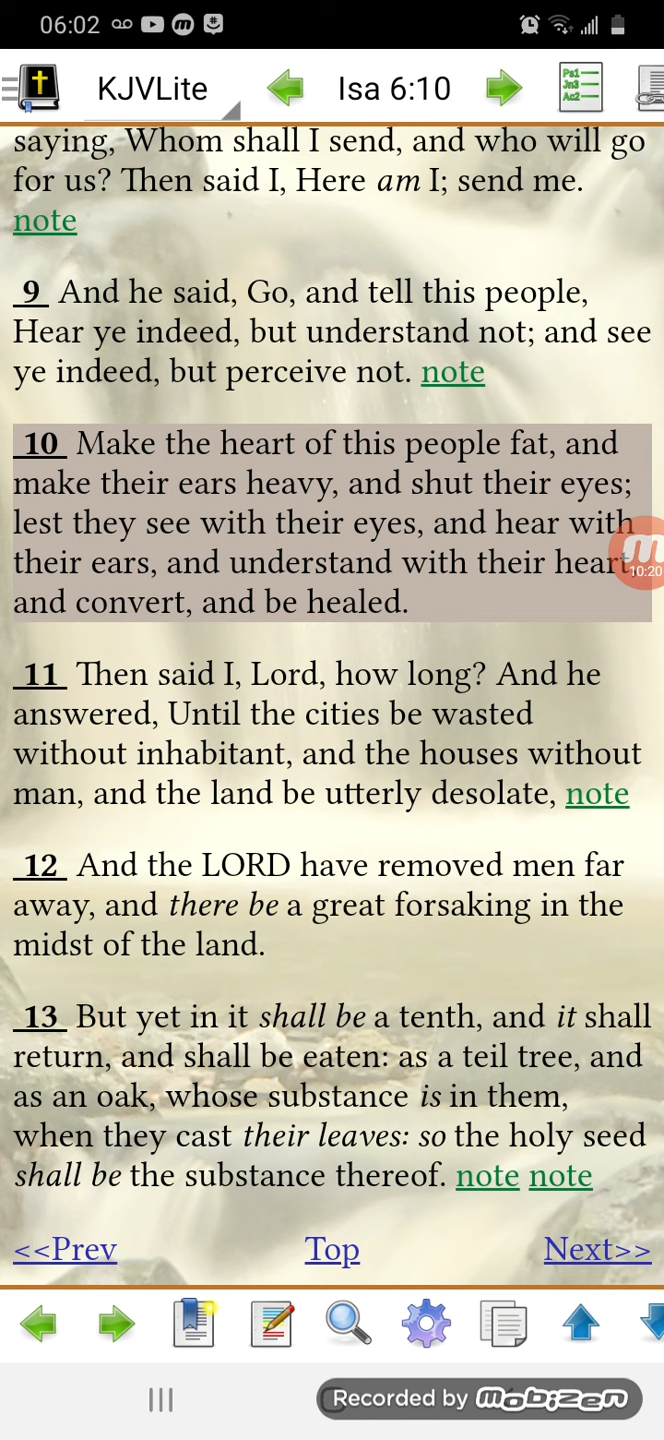 06:02
KJVLite
Isa 6:10
Ps1
Jn3
Ac2
saying, Whom shall I send, and who will go
for us? Then said I, Here am I; send me.
note
9 And he said, Go, and tell this people,
Hear ye indeed, but understand not; and see
ye indeed, but perceive not. note
10 Make the heart of this people fat, and
make their ears heavy, and shut their eyes;
lest they see with their eyes, and hear with
their ears, and understand with their heart,
and convert, and be healed.
10:20
11 Then said I, Lord, how long? And he
answered, Until the cities be wasted
without inhabitant, and the houses without
man, and the land be utterly desolate, note
12 And the LORD have removed men far
away, and there be a great forsaking in the
midst of the land.
13 But yet in it shall be a tenth, and it shall
return, and shall be eaten: as a teil tree, and
as an oak, whose substance is in them,
when they cast their leaves: so the holy seed
shall be the substance thereof. note note
<<Prev Top Next>>
Recorded by mobizen